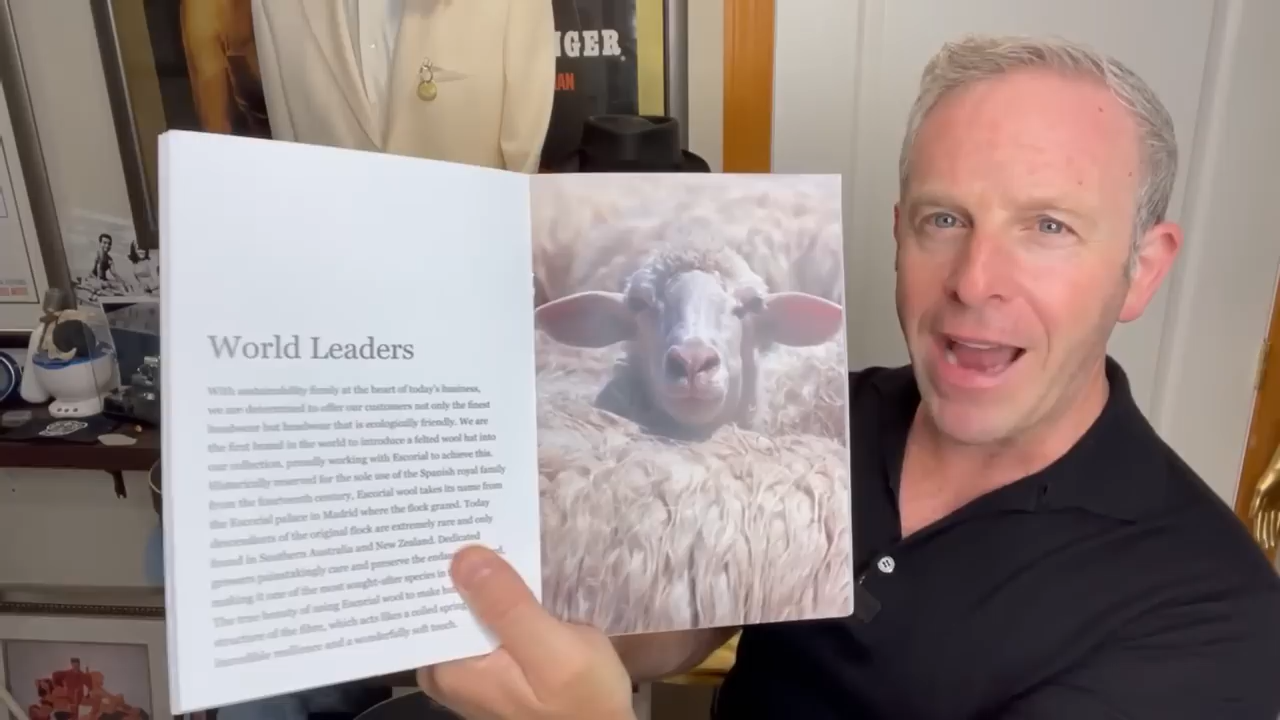 NGER
AN
World Leaders
With sustainability firmly at the heart of today's business,
we are determined to offer our customers not only the finest
headwear but headwear that is ecologically friendly. We are
the first brand in the world to introduce a felted wool hat into
our collection, proudly working with Escorial to achieve this.
Historically reserved for the sole use of the Spanish royal family
from the fourteenth century, Escorial wool takes its name from
the Escorial palace in Madrid where the flock grazed. Today
descendants of the original flock are extremely rare and only
found in Southern Australia and New Zealand. Dedicated
growers painstakingly care and preserve the
making it one of the most sought-after species in
The true beauty of using Escorial wool to make
structure of the fibre, which acts like a coiled spring
incredible resilience and a wonderfully soft touch.